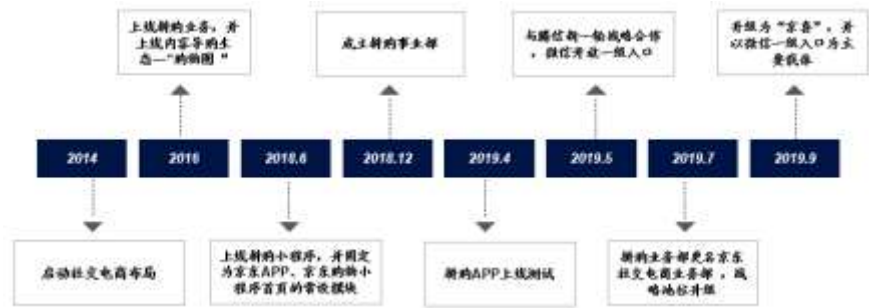 上线拼购业务，并
上线内容导购生
态—“购物圈”
成立拼购事业部
与腾信新一轮战略合作
，微信开放一级入口
升级为“京喜”，并
以微信一级入口为主
要载体
2014
2016
2018.6
2018.12
2019.4
2019.5
2019.7
2019.9
启动社交电商布局
上线拼购小程序，并固定
为京东APP、京东购物小
程序首页的常设模块
拼购APP上线测试
拼购业务部更名京东
社交电商业务部，战
略地位升级